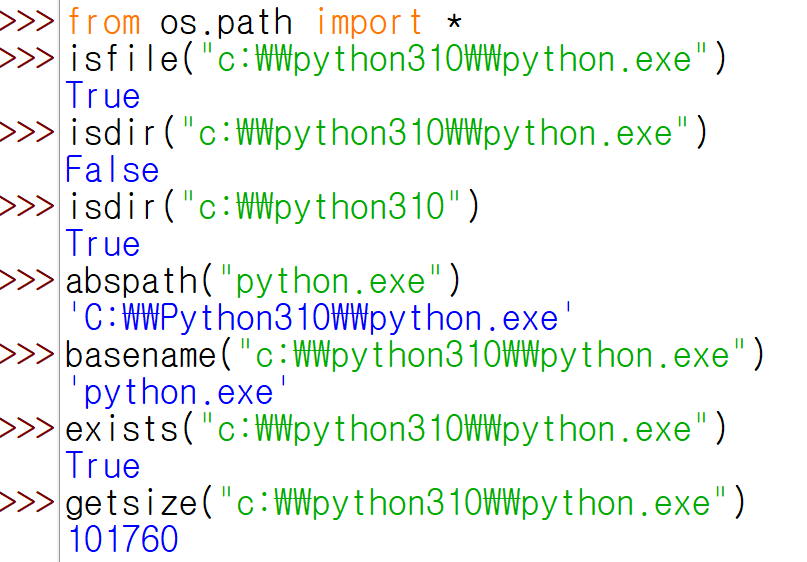 >>> from os.path import *
>>> isfile("c:₩₩python310₩₩python.exe")
True
>>> isdir("c:₩₩python310₩₩python.exe")
False
>>> isdir("c:₩₩python310")
True
>>> abspath("python.exe")
'C:₩₩Python310₩₩python.exe'
>>> basename("c:₩₩python310₩₩python.exe")
'python.exe'
>>> exists("c:₩₩python310₩₩python.exe")
True
>>> getsize("c:₩₩python310₩₩python.exe")
101760